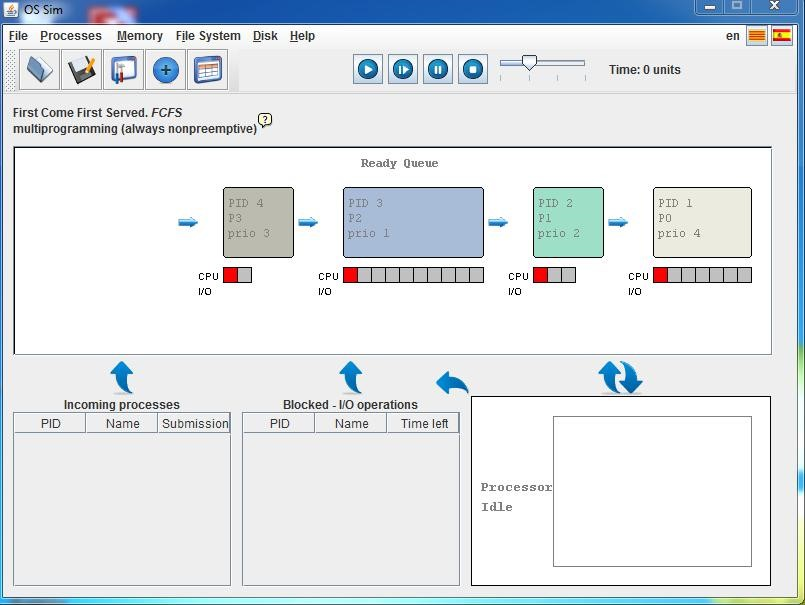 OS Sim
File Processes Memory File System Disk Help en
Time: 0 units
First Come First Served. FCFS
multiprogramming (always nonpreemptive) ?
Ready Queue
PID 4 PID 3 PID 2 PID 1
P3 P2 P1 P0
prio 3 prio 1 prio 2 prio 4
CPU CPU CPU CPU
I/O I/O I/O I/O
Incoming processes Blocked - I/O operations
PID Name Submission PID Name Time left
Processor
Idle